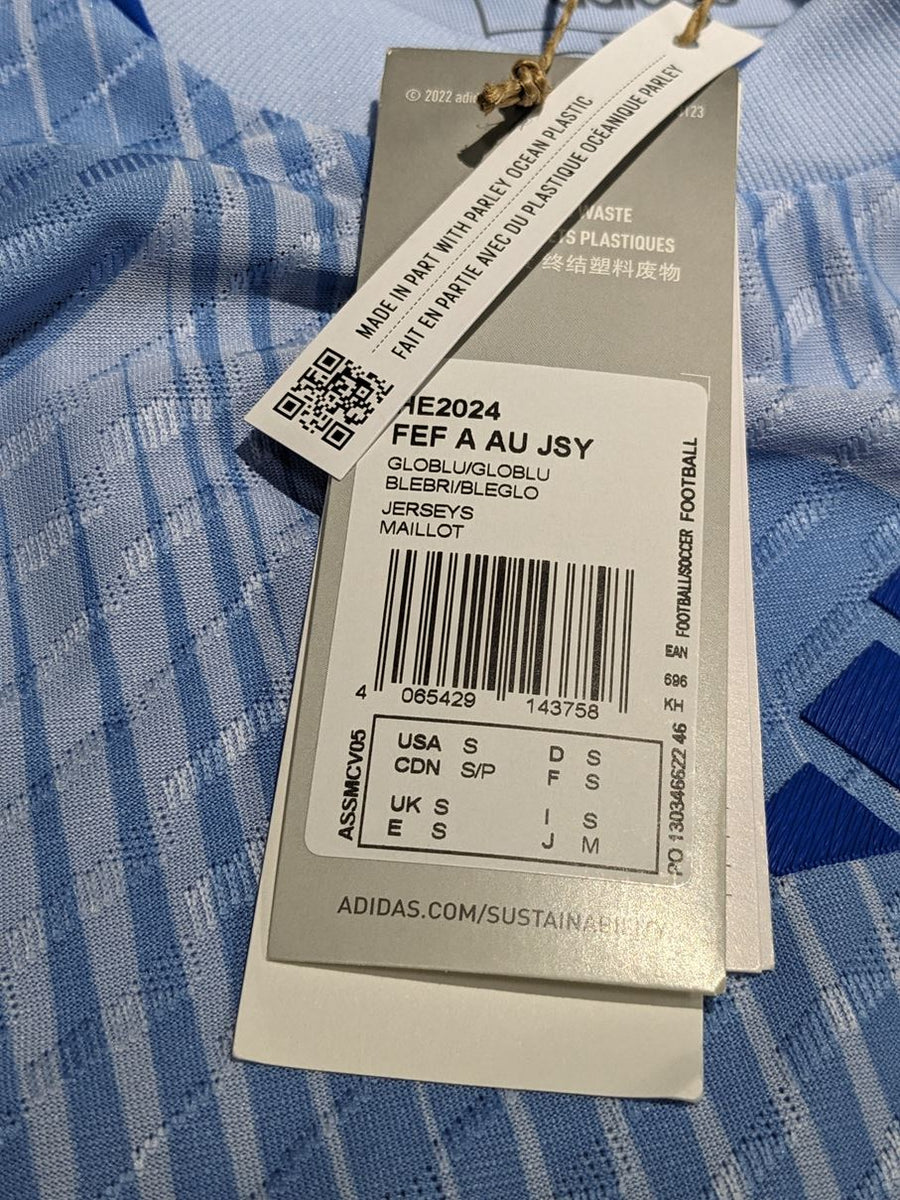 © 2022 adi
123
WASTE
ETS PLASTIQUES
终结塑料废物
MADE IN PART WITH PARLEY OCEAN PLASTIC
FAIT EN PARTIE AVEC DU PLASTIQUE OCÉANIQUE PARLEY
HE2024
FEF A AU JSY
GLOBLU/GLOBLU
BLEBRI/BLEGLO
JERSEYS
MAILLOT
FOOTBALL/SOCCER FOOTBALL
EAN
696
KH
4 065429 143758
ASSMCV05
USA S D S
CDN S/P F S
UK S I S
E S J M
PO 130346622 46
ADIDAS.COM/SUSTAINABILITY